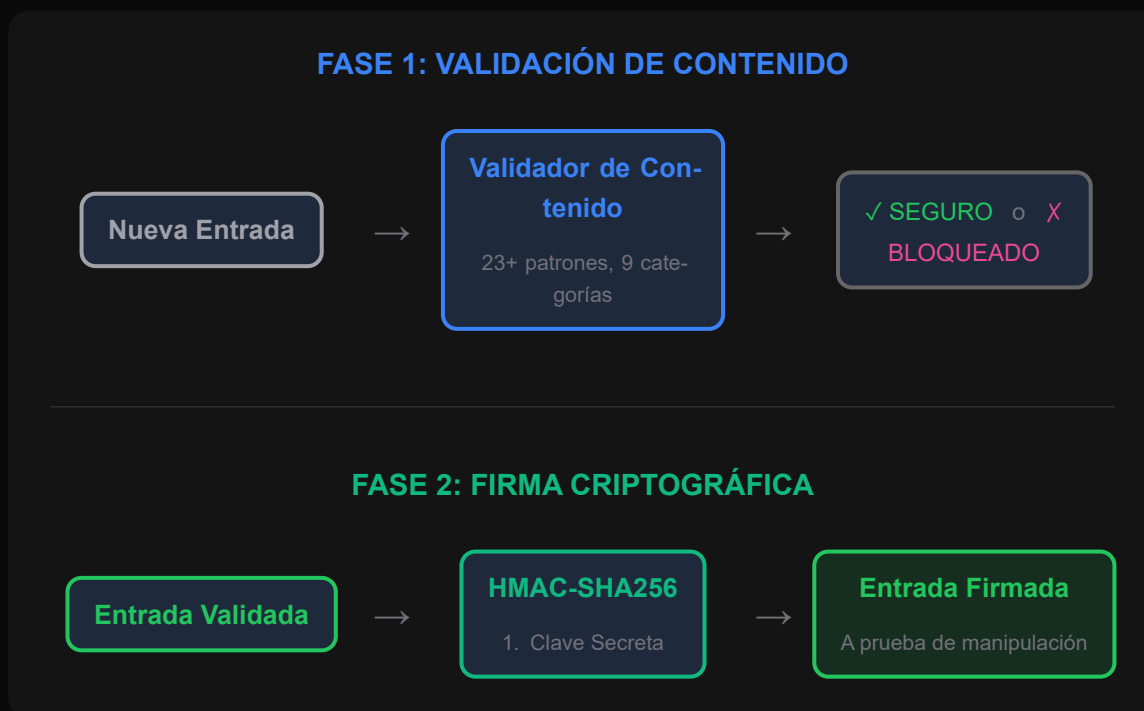 FASE 1: VALIDACIÓN DE CONTENIDO
Nueva Entrada
→
Validador de Con-
tenido
23+ patrones, 9 cate-
gorías
→
✓ SEGURO o ✗
BLOQUEADO
FASE 2: FIRMA CRIPTOGRÁFICA
Entrada Validada
→
HMAC-SHA256
1. Clave Secreta
→
Entrada Firmada
A prueba de manipulación